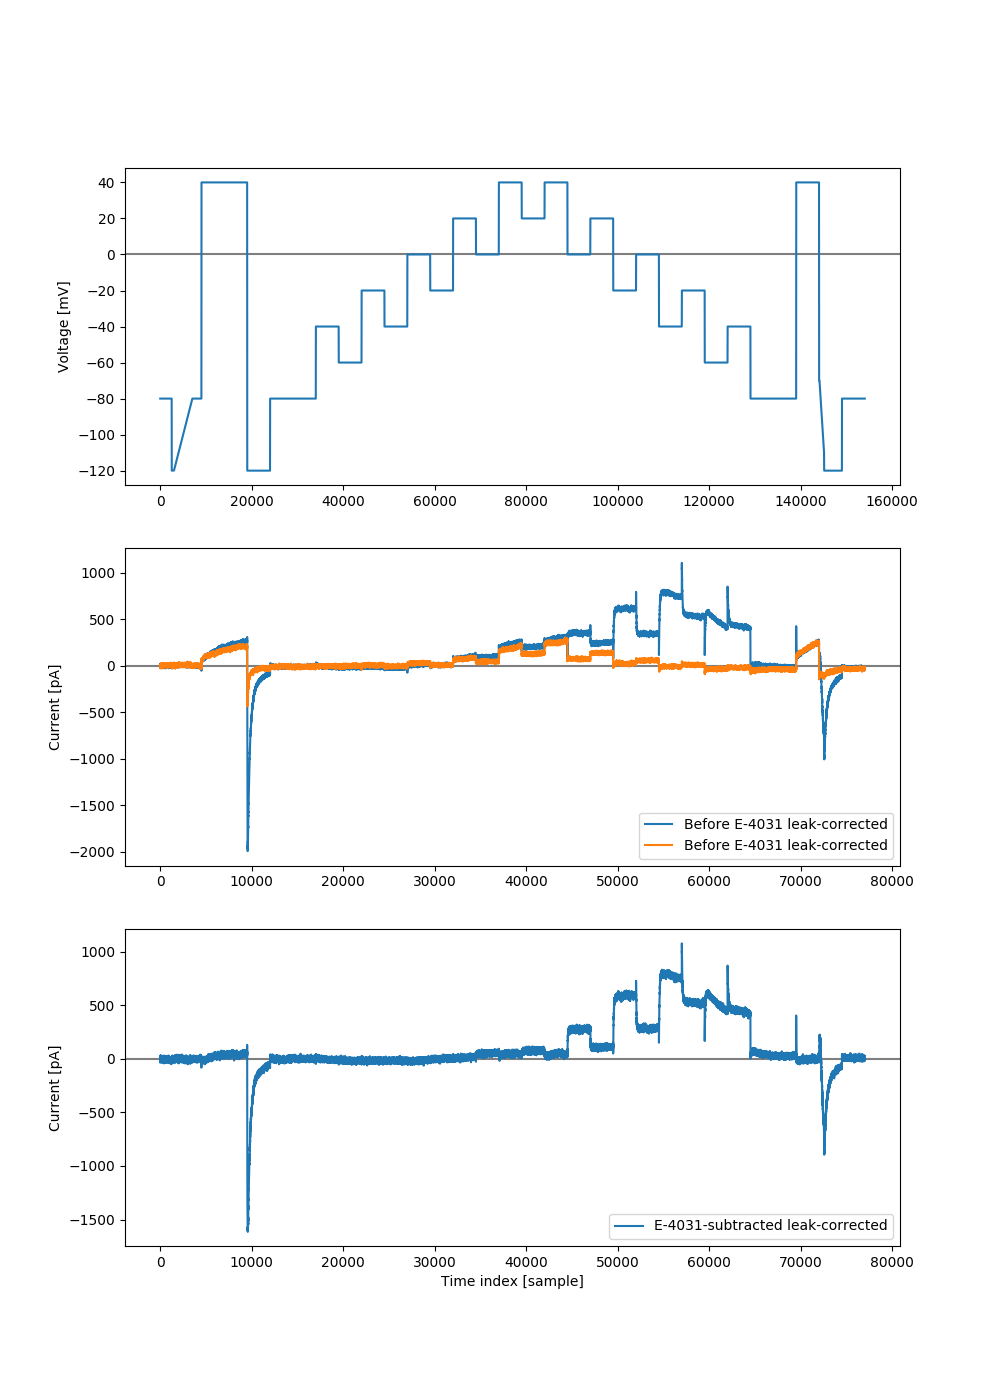 40
20
0
−20
−40
−60
−80
−100
−120
Voltage [mV]
0 20000 40000 60000 80000 100000 120000 140000 160000
1000
500
0
−500
−1000
−1500
−2000
Current [pA]
Before E-4031 leak-corrected
Before E-4031 leak-corrected
0 10000 20000 30000 40000 50000 60000 70000 80000
1000
500
0
−500
−1000
−1500
Current [pA]
E-4031-subtracted leak-corrected
0 10000 20000 30000 40000 50000 60000 70000 80000
Time index [sample]